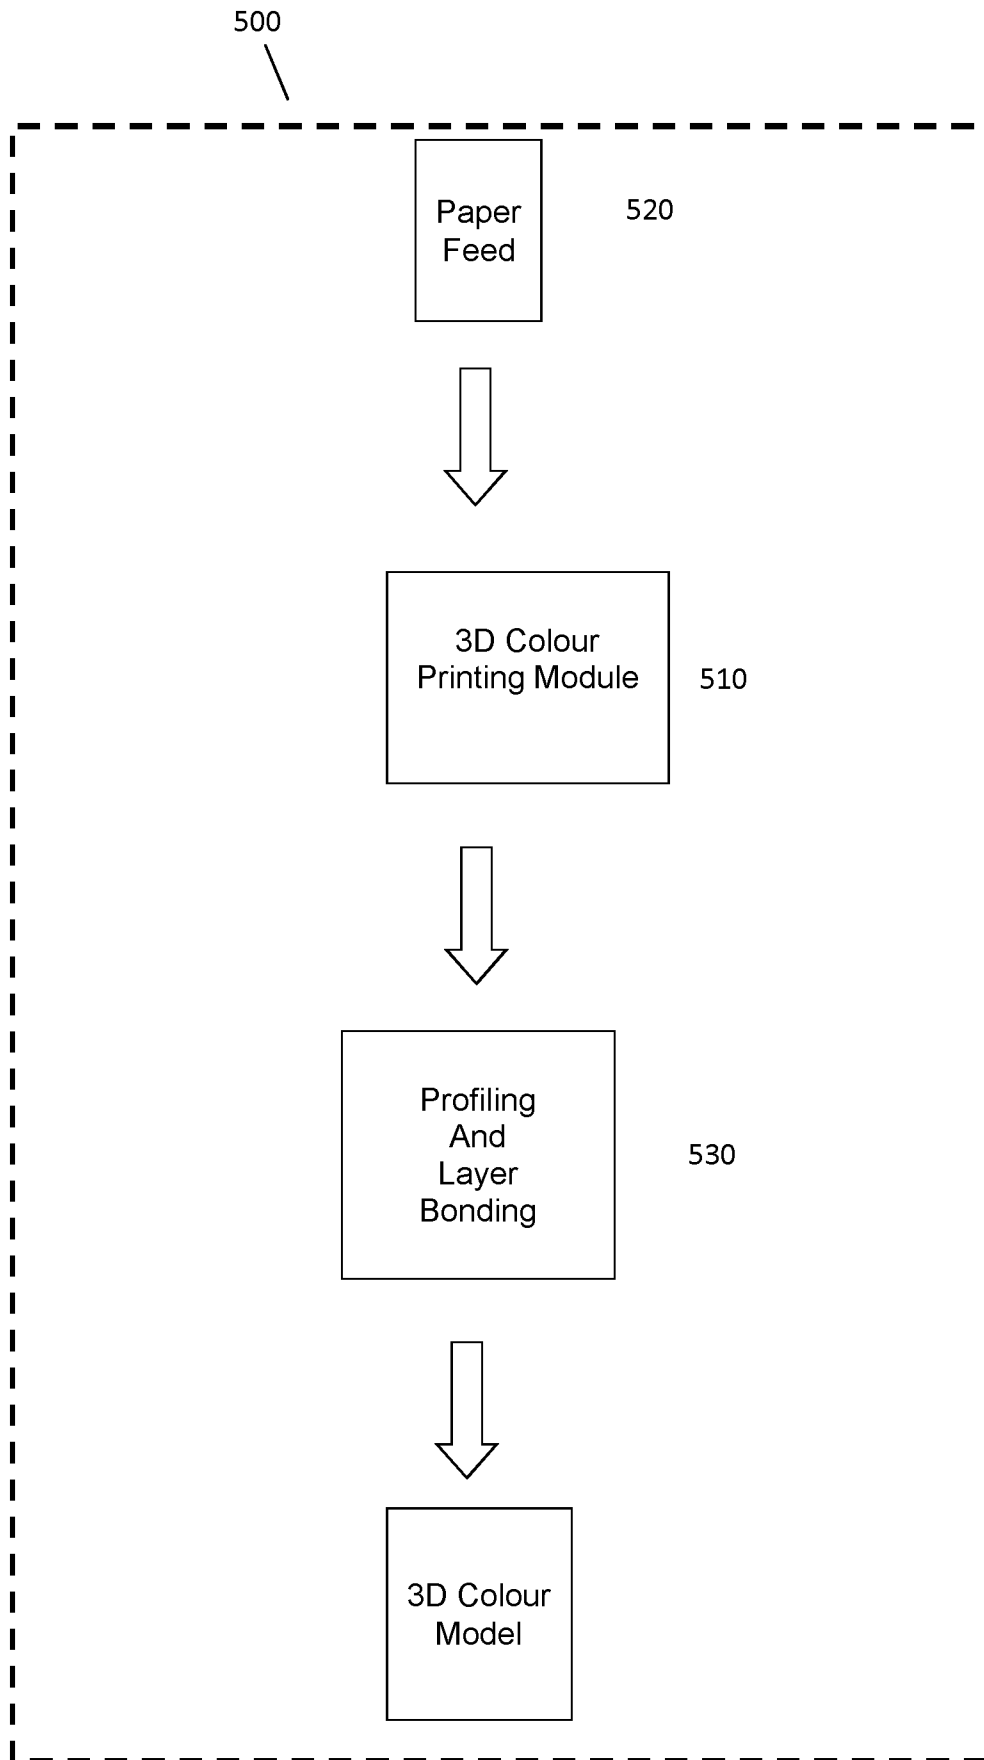 500
Paper
Feed
520
3D Colour
Printing Module
510
Profiling
And
Layer
Bonding
530
3D Colour
Model